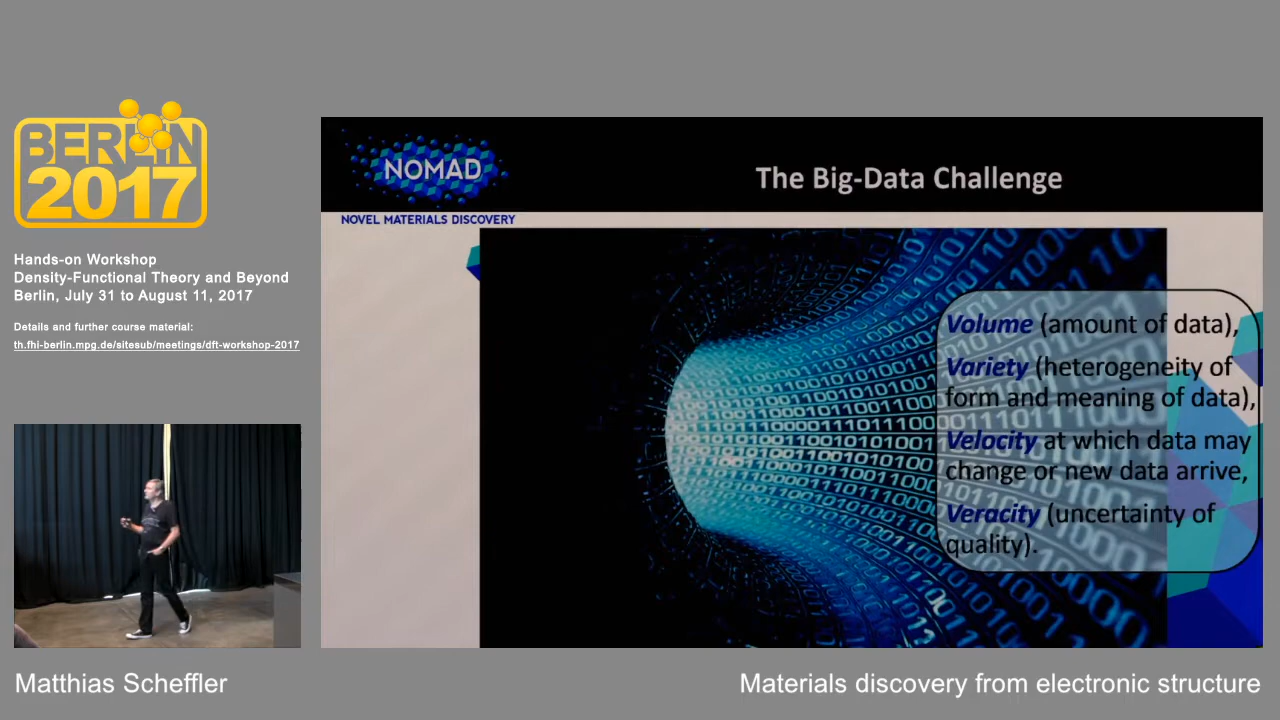 BERLIN
2017
Hands-on Workshop
Density-Functional Theory and Beyond
Berlin, July 31 to August 11, 2017
Details and further course material:
th.fhi-berlin.mpg.de/sitesub/meetings/dft-workshop-2017
NOMAD
NOVEL MATERIALS DISCOVERY
The Big-Data Challenge
Volume (amount of data),
Variety (heterogeneity of
form and meaning of data),
Velocity at which data may
change or new data arrive,
Veracity (uncertainty of
quality).
Matthias Scheffler
Materials discovery from electronic structure